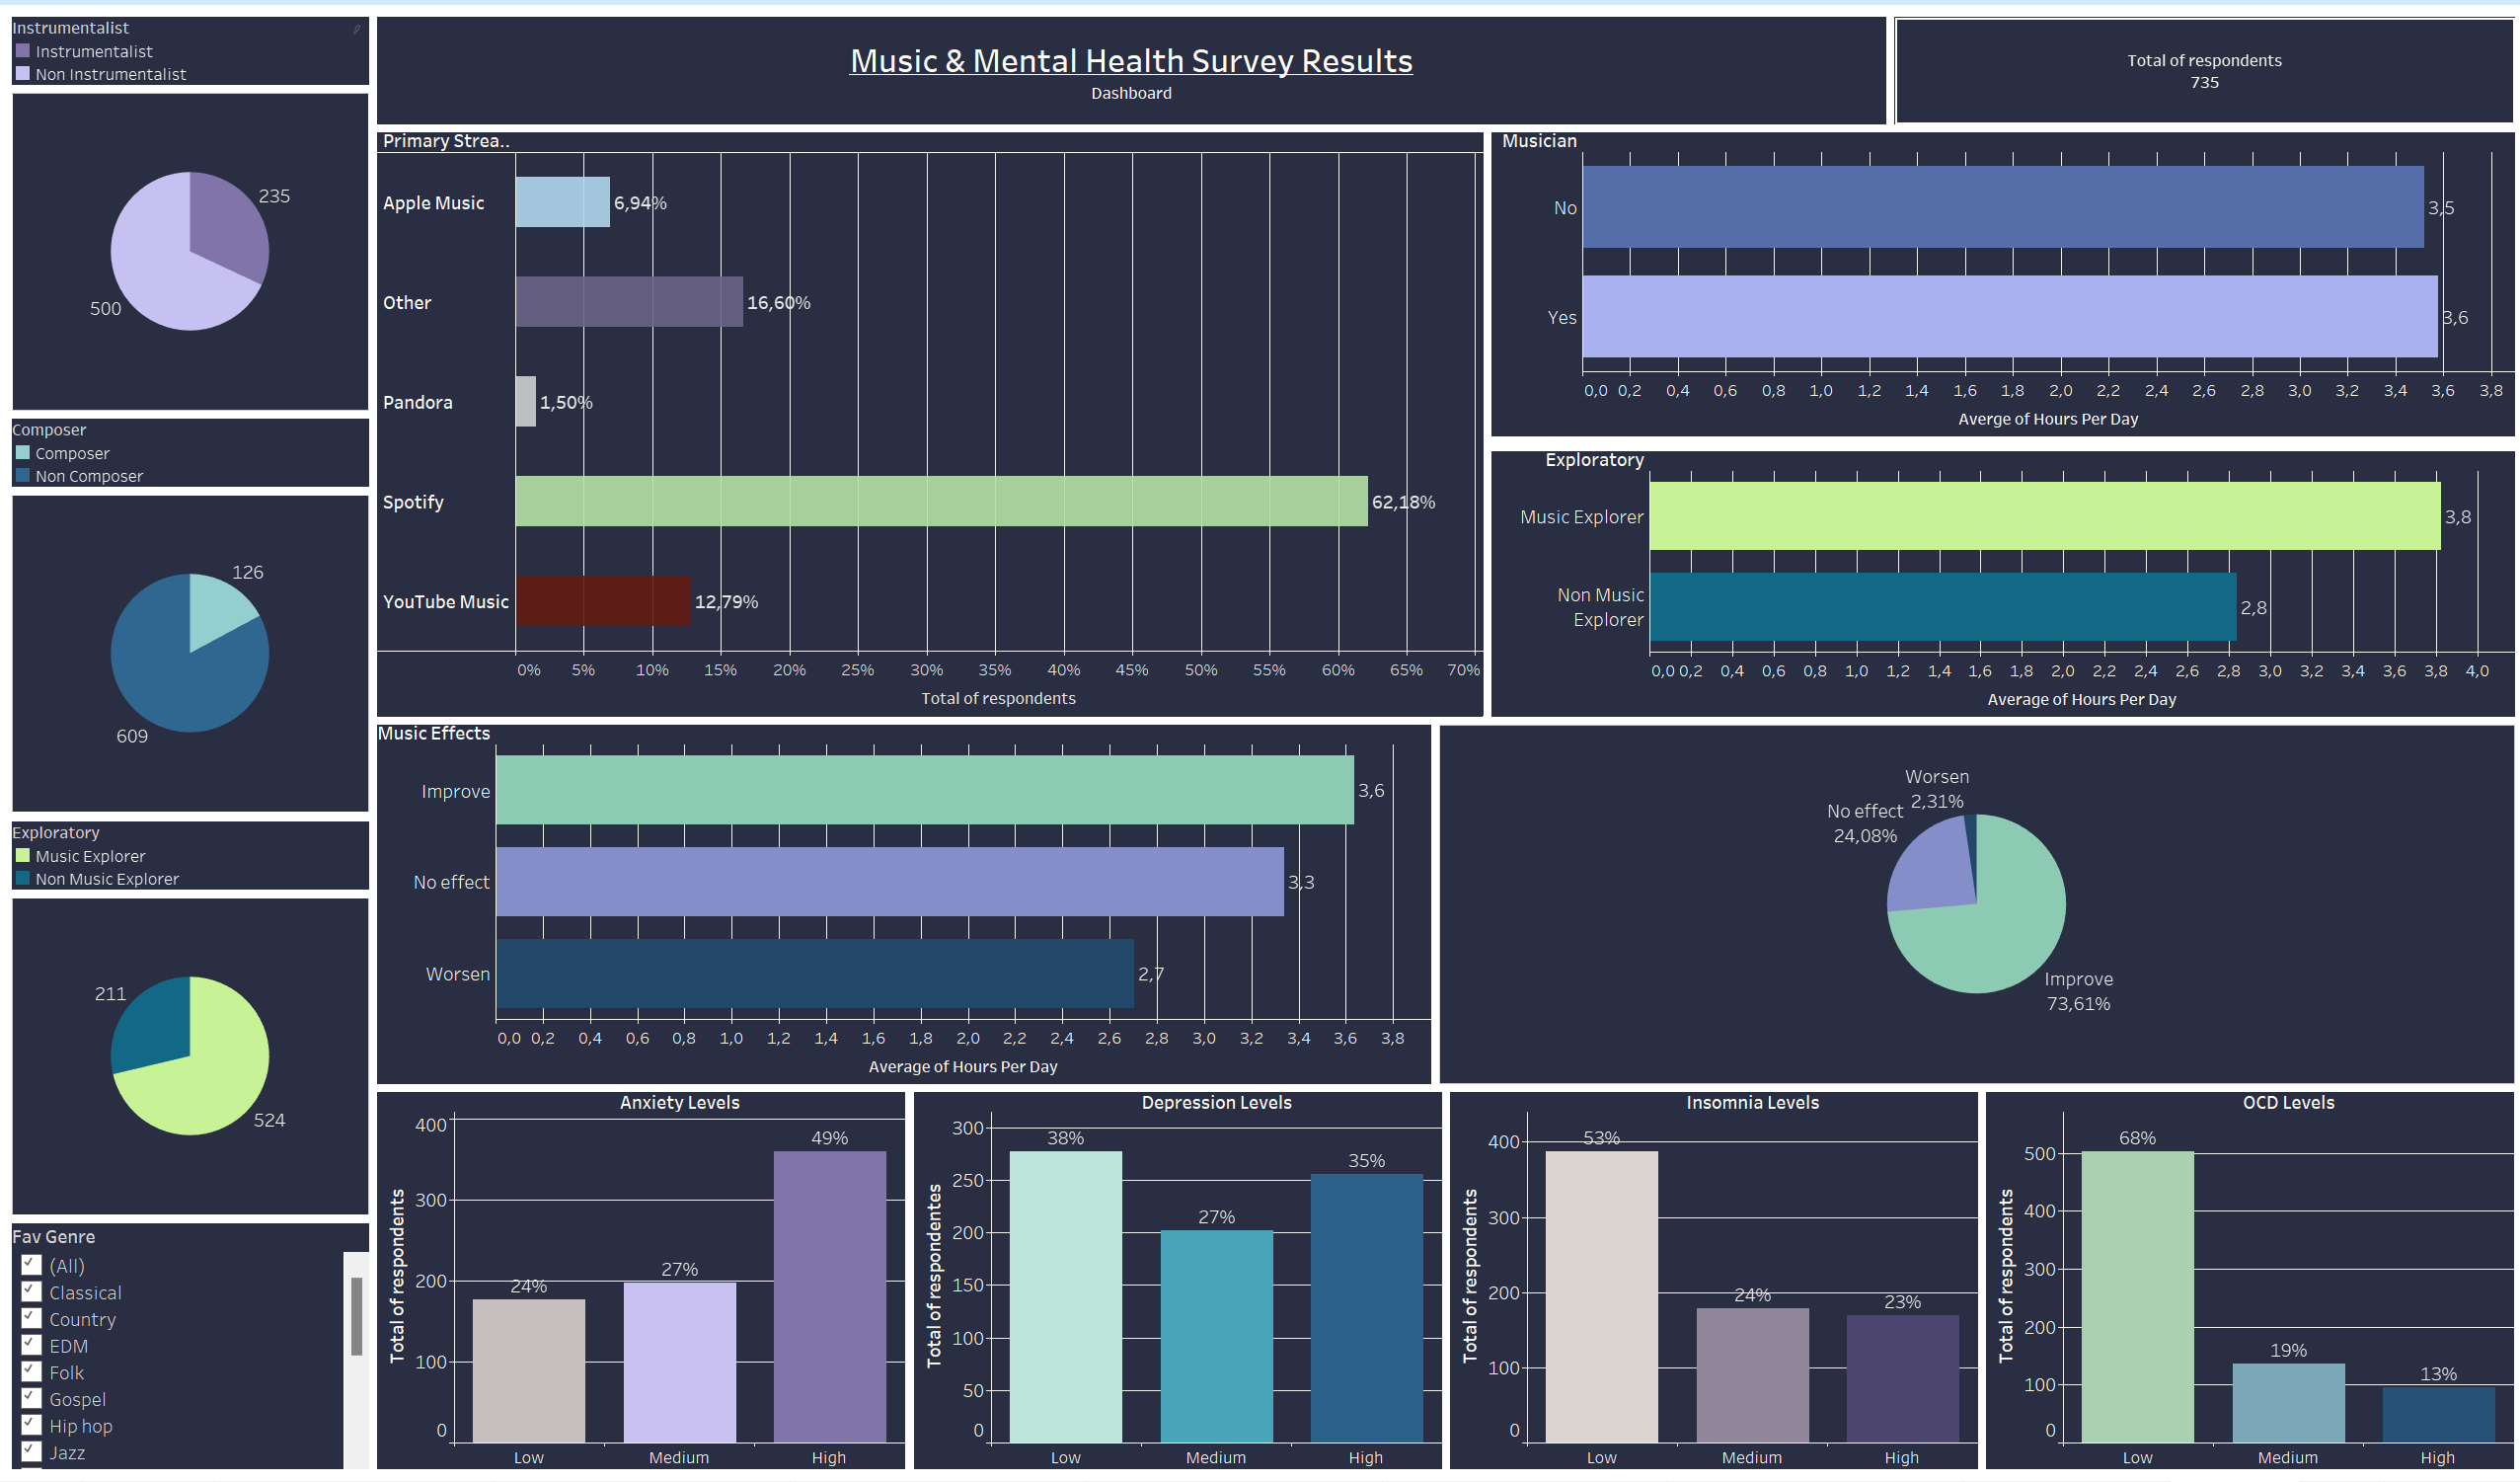 Instrumentalist
Instrumentalist
Non Instrumentalist
235
500
Composer
Composer
Non Composer
126
609
Exploratory
Music Explorer
Non Music Explorer
211
524
Fav Genre
(All)
Classical
Country
EDM
Folk
Gospel
Hip hop
Jazz
Music & Mental Health Survey Results
Dashboard
Total of respondents
735
Primary Strea..
Apple Music
6,94%
Other
16,60%
Pandora
1,50%
Spotify
62,18%
YouTube Music
12,79%
0% 5% 10% 15% 20% 25% 30% 35% 40% 45% 50% 55% 60% 65% 70%
Total of respondents
Musician
No
3,5
Yes
3,6
0,0 0,2 0,4 0,6 0,8 1,0 1,2 1,4 1,6 1,8 2,0 2,2 2,4 2,6 2,8 3,0 3,2 3,4 3,6 3,8
Averge of Hours Per Day
Exploratory
Music Explorer
3,8
Non Music
Explorer
2,8
0,0 0,2 0,4 0,6 0,8 1,0 1,2 1,4 1,6 1,8 2,0 2,2 2,4 2,6 2,8 3,0 3,2 3,4 3,6 3,8 4,0
Average of Hours Per Day
Music Effects
Improve
3,6
No effect
3,3
Worsen
2,7
0,0 0,2 0,4 0,6 0,8 1,0 1,2 1,4 1,6 1,8 2,0 2,2 2,4 2,6 2,8 3,0 3,2 3,4 3,6 3,8
Average of Hours Per Day
Worsen
2,31%
No effect
24,08%
Improve
73,61%
Anxiety Levels
Total of respondents
400
300
200
100
0
24%
27%
49%
Low Medium High
Depression Levels
Total of respondentes
300
250
200
150
100
50
0
38%
27%
35%
Low Medium High
Insomnia Levels
Total of respondents
400
300
200
100
0
53%
24%
23%
Low Medium High
OCD Levels
Total of respondents
500
400
300
200
100
0
68%
19%
13%
Low Medium High